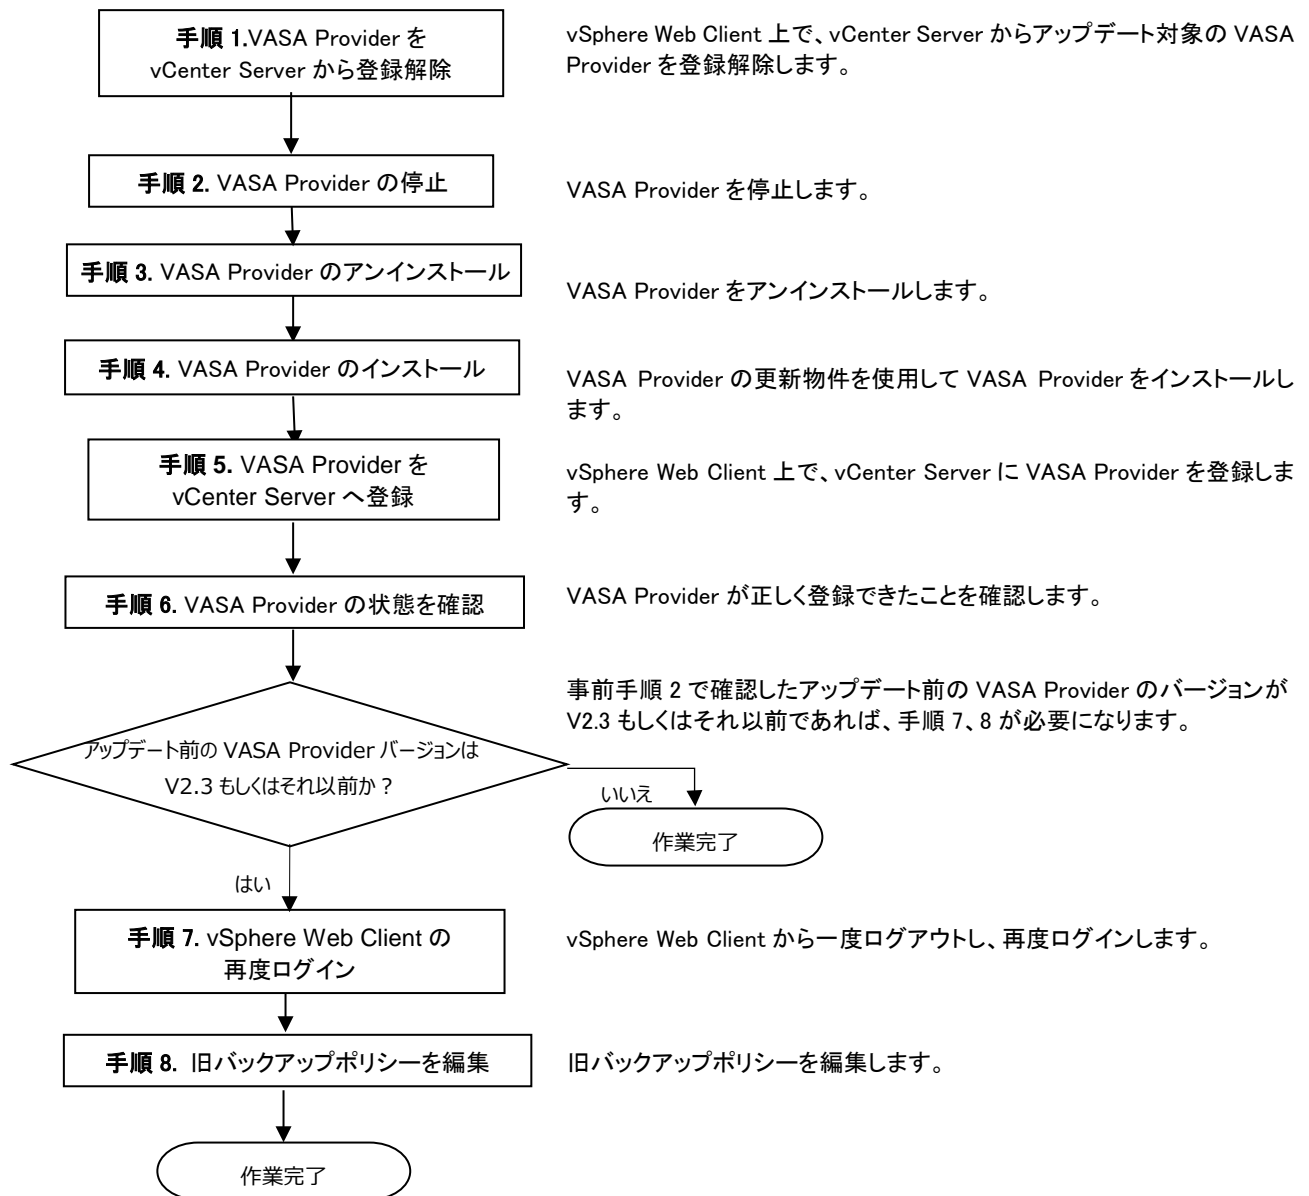 手順 1.VASA Provider を
vCenter Server から登録解除
vSphere Web Client 上で、vCenter Server からアップデート対象の VASA
Provider を登録解除します。
手順 2. VASA Provider の停止
VASA Provider を停止します。
手順 3. VASA Provider のアンインストール
VASA Provider をアンインストールします。
手順 4. VASA Provider のインストール
VASA Provider の更新物件を使用して VASA Provider をインストールし
ます。
手順 5. VASA Provider を
vCenter Server へ登録
vSphere Web Client 上で、vCenter Server に VASA Provider を登録しま
す。
手順 6. VASA Provider の状態を確認
VASA Provider が正しく登録できたことを確認します。
事前手順 2 で確認したアップデート前の VASA Provider のバージョンが
V2.3 もしくはそれ以前であれば、手順 7、8 が必要になります。
アップデート前の VASA Provider バージョンは
V2.3 もしくはそれ以前か？
いいえ
作業完了
はい
手順 7. vSphere Web Client の
再度ログイン
vSphere Web Client から一度ログアウトし、再度ログインします。
手順 8. 旧バックアップポリシーを編集
旧バックアップポリシーを編集します。
作業完了